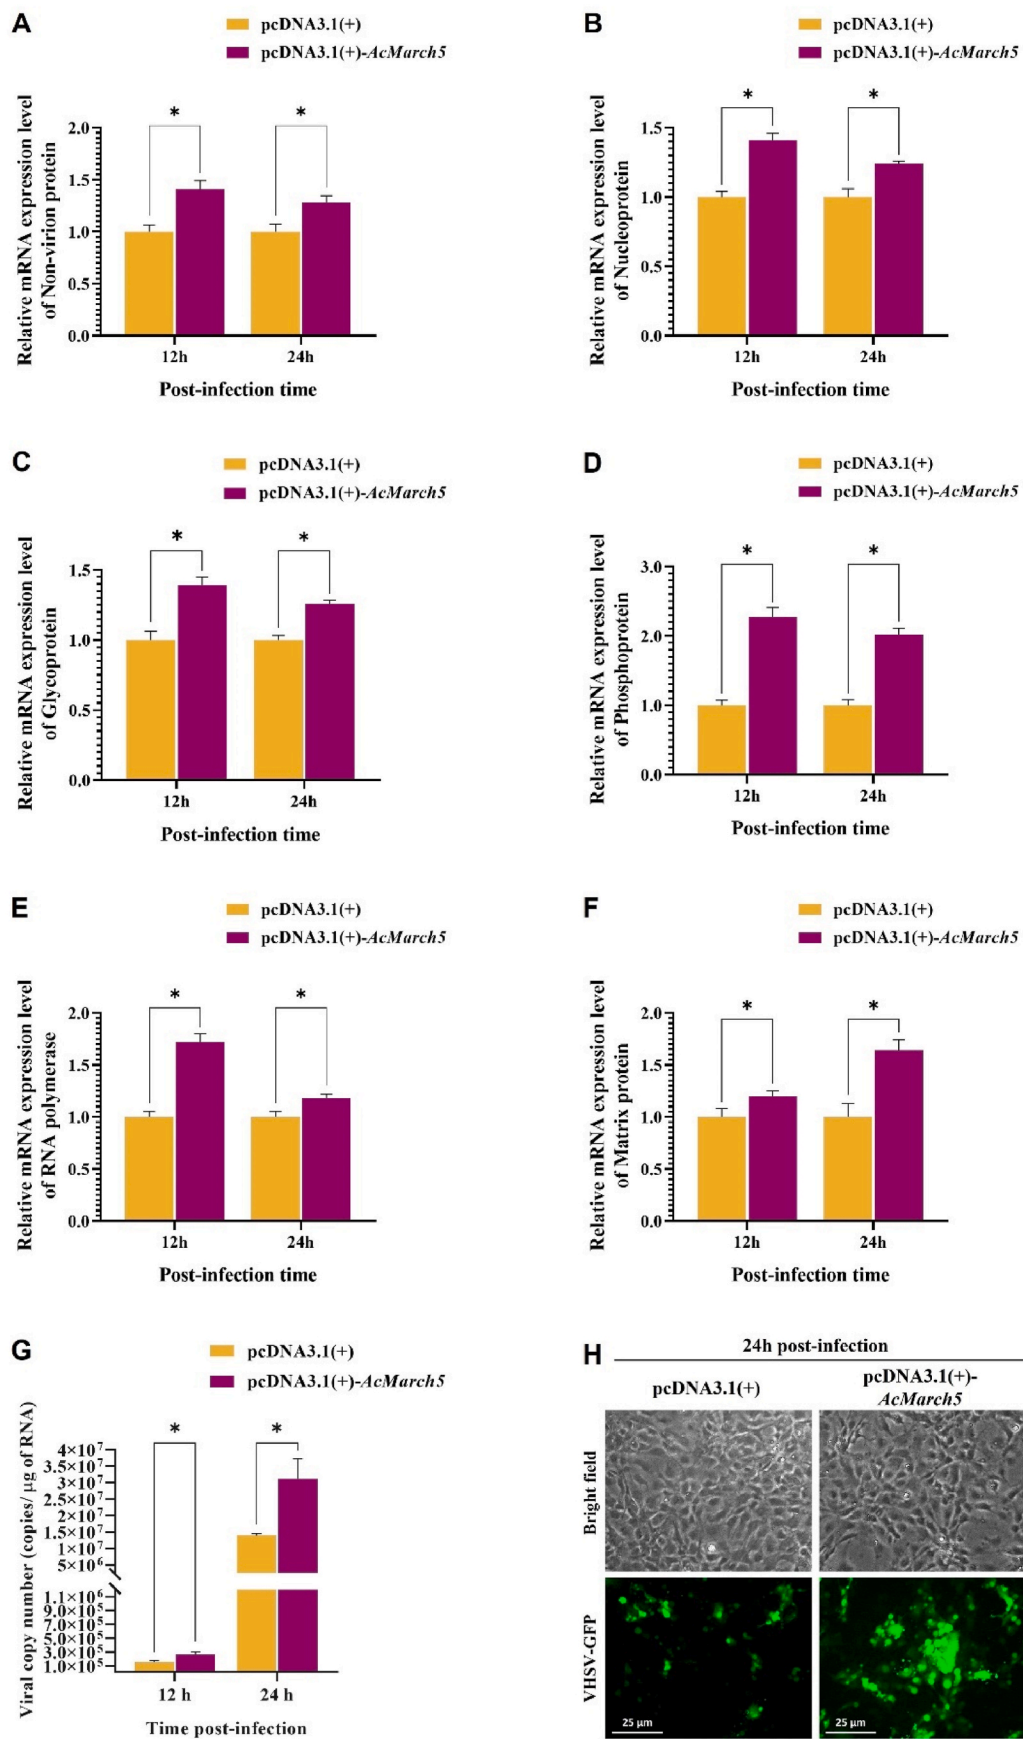 A
pcDNA3.1(+)
pcDNA3.1(+)-AcMarch5
Relative mRNA expression level
of Non-virion protein
2.0
1.5
1.0
0.5
0.0
*
*
12h
24h
Post-infection time
B
pcDNA3.1(+)
pcDNA3.1(+)-AcMarch5
Relative mRNA expression level
of Nucleoprotein
1.5
1.0
0.5
0.0
*
*
12h
24h
Post-infection time
C
pcDNA3.1(+)
pcDNA3.1(+)-AcMarch5
Relative mRNA expression level
of Glycoprotein
1.5
1.0
0.5
0.0
*
*
12h
24h
Post-infection time
D
pcDNA3.1(+)
pcDNA3.1(+)-AcMarch5
Relative mRNA expression level
of Phosphoprotein
3.0
2.0
1.0
0.0
*
*
12h
24h
Post-infection time
E
pcDNA3.1(+)
pcDNA3.1(+)-AcMarch5
Relative mRNA expression level
of RNA polymerase
2.0
1.5
1.0
0.5
0.0
*
*
12h
24h
Post-infection time
F
pcDNA3.1(+)
pcDNA3.1(+)-AcMarch5
Relative mRNA expression level
of Matrix protein
2.0
1.5
1.0
0.5
0.0
*
*
12h
24h
Post-infection time
G
pcDNA3.1(+)
pcDNA3.1(+)-AcMarch5
Viral copy number (copies/ μg of RNA)
4×10⁷
3.5×10⁷
3×10⁷
2.5×10⁷
2×10⁷
1.5×10⁷
1×10⁷
5×10⁶
1.1×10⁶
9.0×10⁵
7.0×10⁵
5.0×10⁵
3.0×10⁵
1.0×10⁵
*
*
12 h
24 h
Time post-infection
H
24h post-infection
pcDNA3.1(+)
pcDNA3.1(+)-
AcMarch5
Bright field
VHSV-GFP
25 μm
25 μm